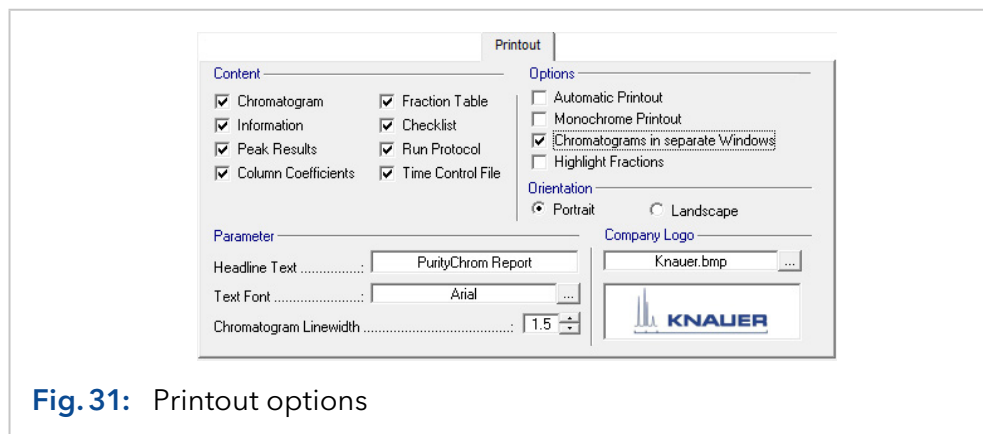 Printout
Content
Chromatogram
Information
Peak Results
Column Coefficients
Fraction Table
Checklist
Run Protocol
Time Control File
Options
Automatic Printout
Monochrome Printout
Chromatograms in separate Windows
Highlight Fractions
Orientation
Portrait Landscape
Parameter
Headline Text ...............: PurityChrom Report
Text Font ......................: Arial ...
Chromatogram Linewidth .....................................: 1.5
Company Logo
Knauer.bmp ...
KNAUER
Fig. 31: Printout options